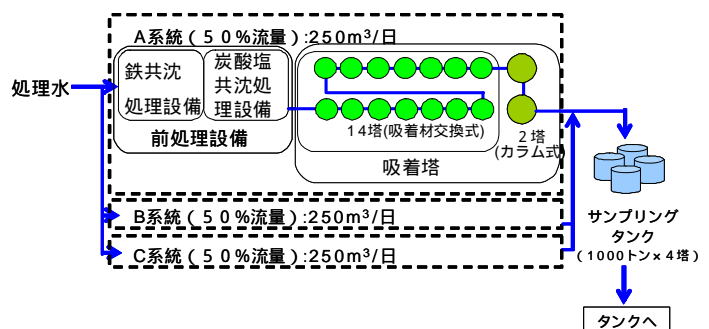 A系統(50%流量):250m³/日
処理水
鉄共沈
処理設備
炭酸塩
共沈処
理設備
前処理設備
14塔(吸着材交換式)
2塔
(カラム式)
吸着塔
B系統(50%流量):250m³/日
C系統(50%流量):250m³/日
サンプリング
タンク
(1000トン×4塔)
タンクへ